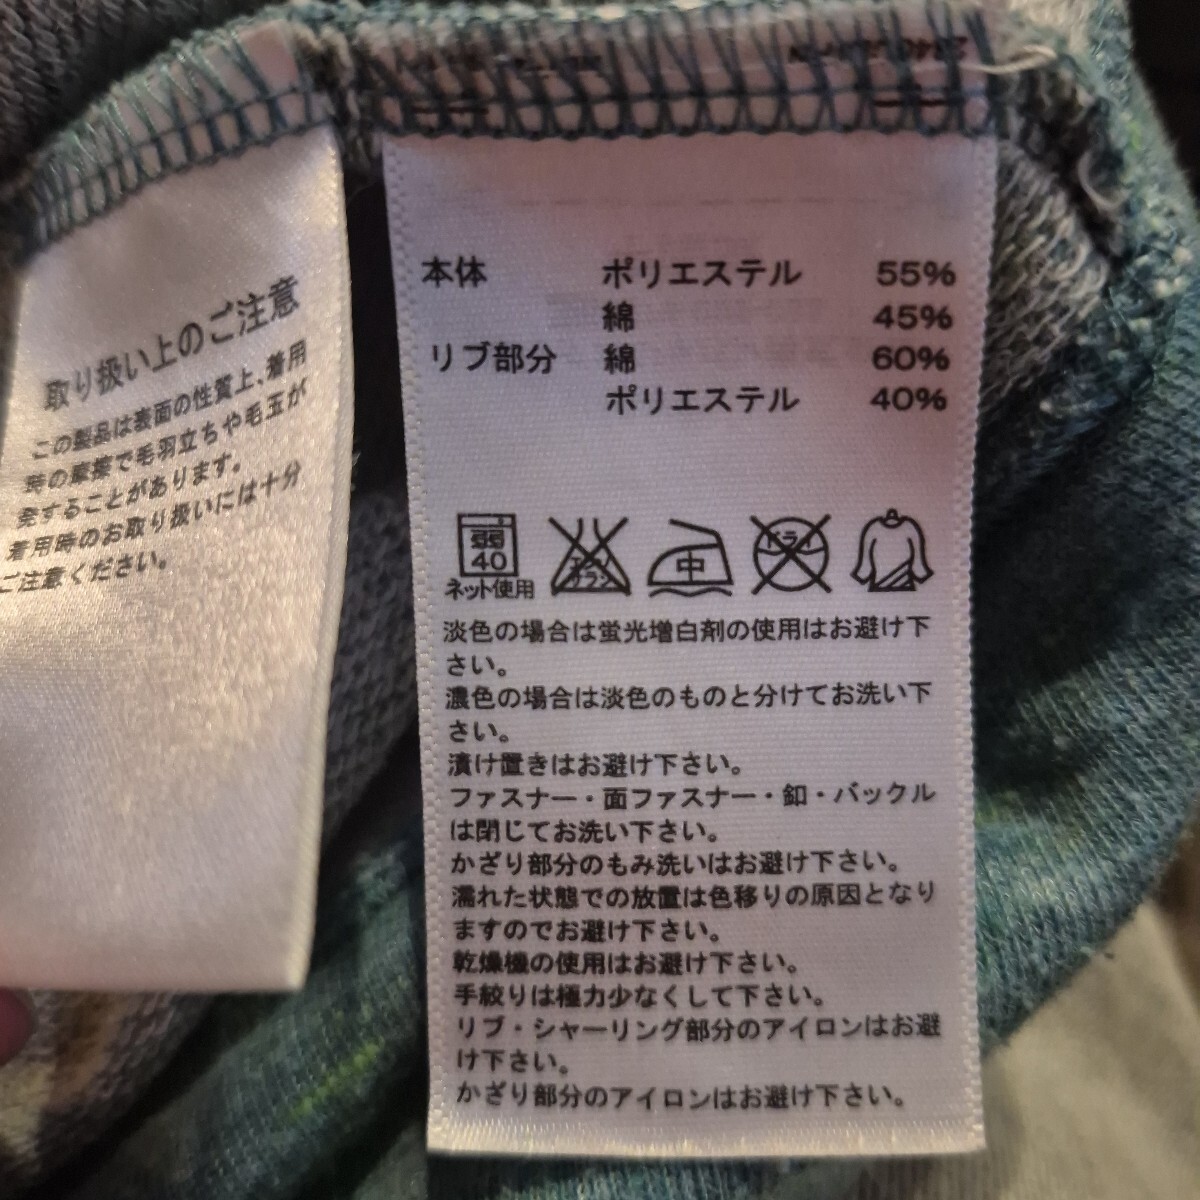 取り扱い上のご注意
この製品は表面の性質上、着用
時の摩擦で毛羽立ちや毛玉が
発することがあります。
着用時のお取り扱いには十分
ご注意ください。
本体 ポリエステル 55%
綿 45%
リブ部分 綿 60%
ポリエステル 40%
弱
40
ネット使用
エンソ
サラシ
中
ドライ
淡色の場合は蛍光増白剤の使用はお避け下
さい。
濃色の場合は淡色のものと分けてお洗い下
さい。
漬け置きはお避け下さい。
ファスナー・面ファスナー・釦・バックル
は閉じてお洗い下さい。
かざり部分のもみ洗いはお避け下さい。
濡れた状態での放置は色移りの原因となり
ますのでお避け下さい。
乾燥機の使用はお避け下さい。
手絞りは極力少なくして下さい。
リブ・シャーリング部分のアイロンはお避
け下さい。
かざり部分のアイロンはお避け下さい。